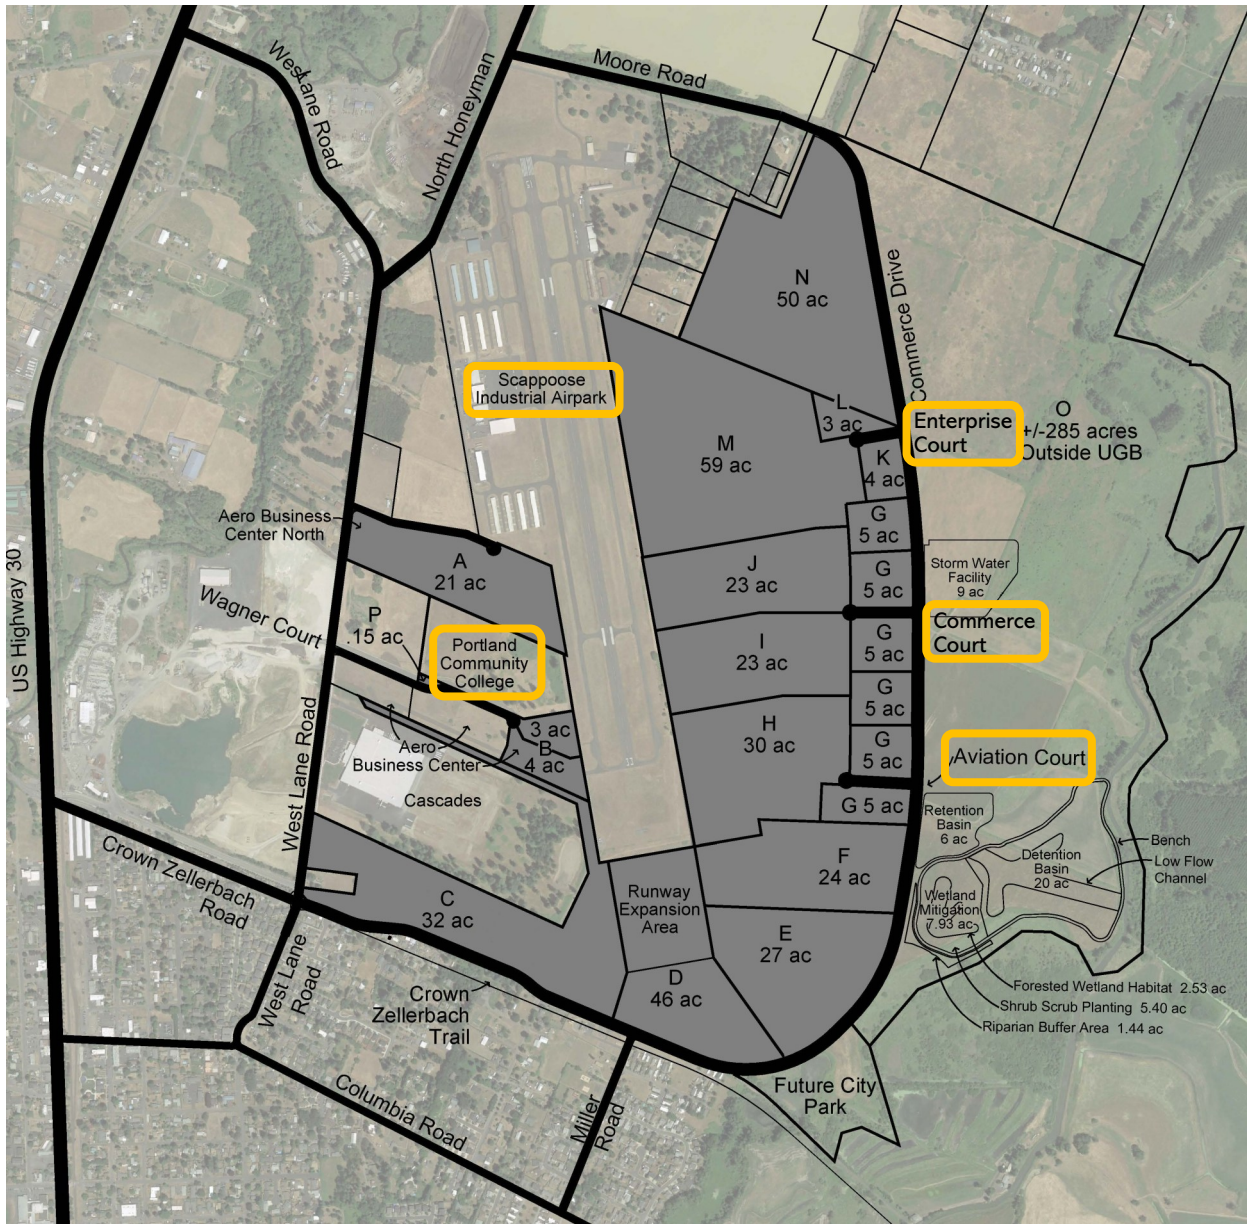 Moore Road
West Lane Road
North Honeyman
N
50 ac
Commerce Drive
Scappoose
Industrial Airpark
L
3 ac
Enterprise
Court
O
+/-285 acres
Outside UGB
M
59 ac
K
4 ac
Aero Business
Center North
G
5 ac
A
21 ac
J
23 ac
G
5 ac
Storm Water
Facility
9 ac
US Highway 30
Wagner Court
P
.15 ac
Portland
Community
College
I
23 ac
G
5 ac
Commerce
Court
G
5 ac
West Lane Road
3 ac
B
4 ac
Aero
Business Center
H
30 ac
G
5 ac
Aviation Court
Cascades
G 5 ac
Retention
Basin
6 ac
Bench
Low Flow
Channel
Detention
Basin
20 ac
Crown Zellerbach
Road
C
32 ac
Runway
Expansion
Area
F
24 ac
Wetland
Mitigation
7.93 ac
E
27 ac
West Lane
Road
D
46 ac
Crown
Zellerbach
Trail
Forested Wetland Habitat 2.53 ac
Shrub Scrub Planting 5.40 ac
Riparian Buffer Area 1.44 ac
Future City
Park
Columbia Road
Miller
Road